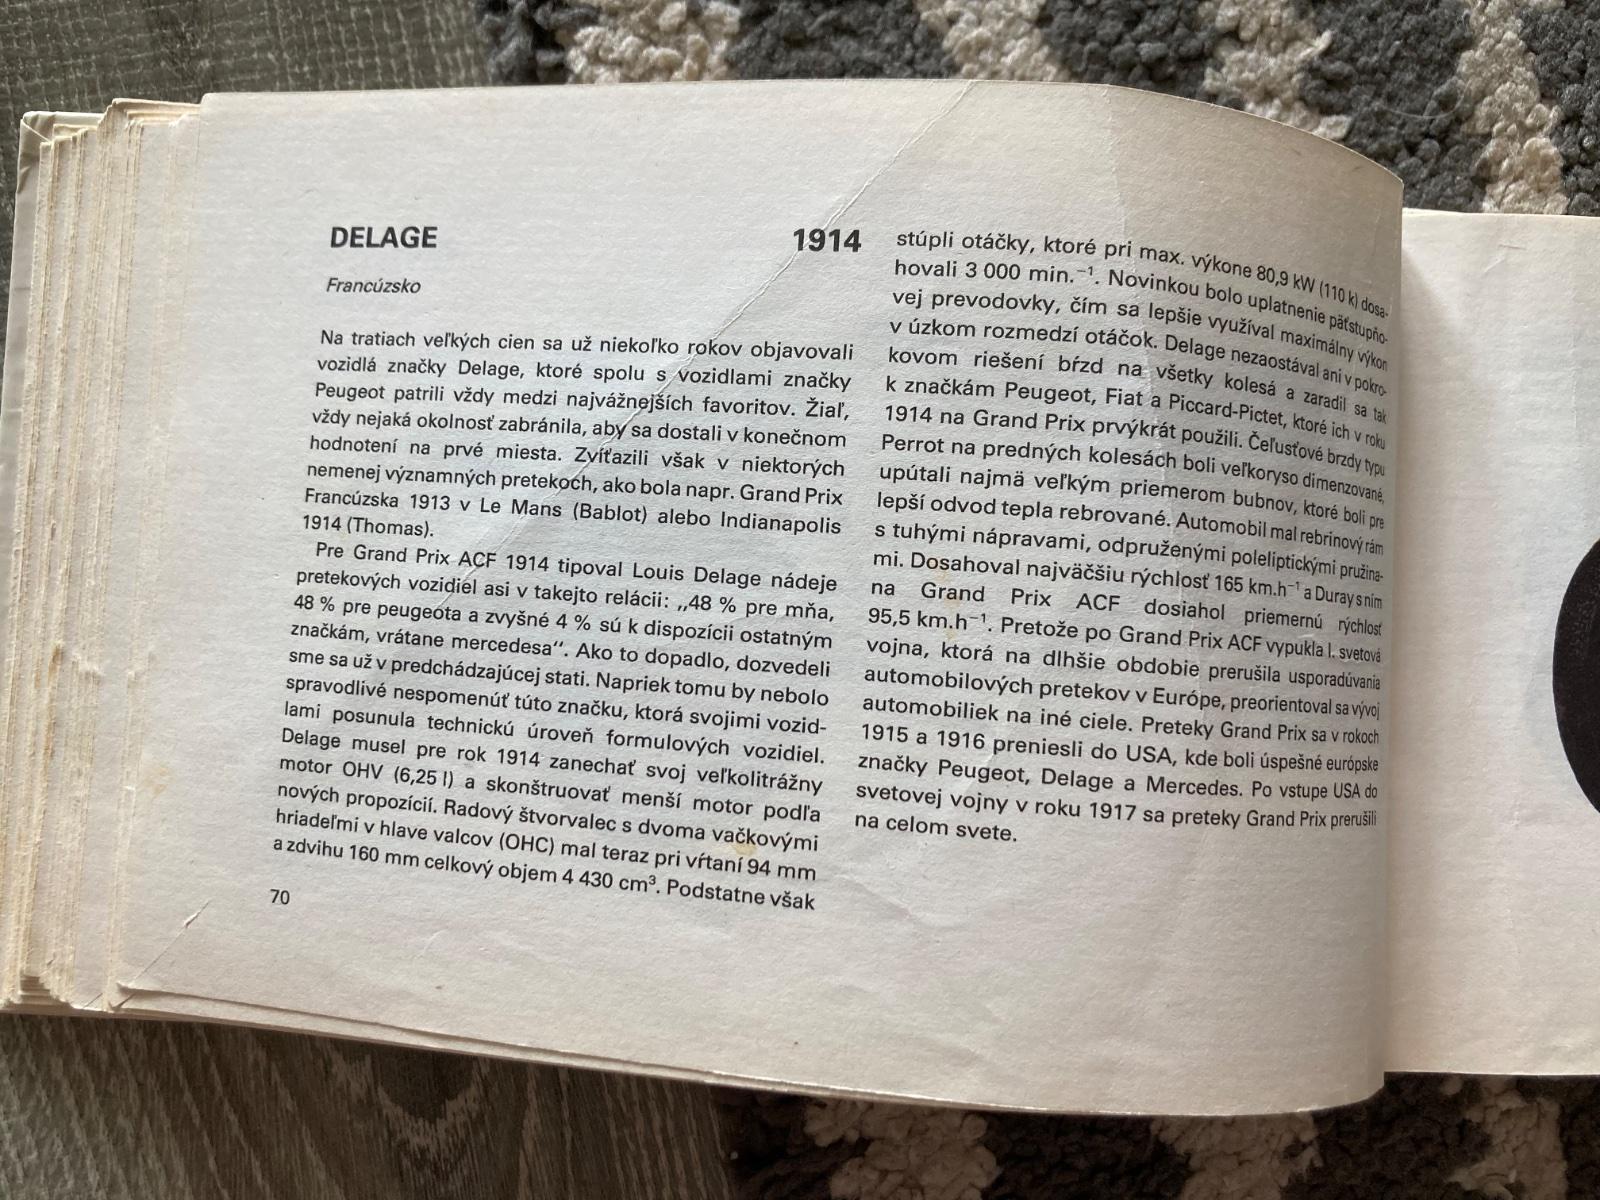 DELAGE
1914
Francúzsko
Na tratiach veľkých cien sa už niekoľko rokov objavovali
vozidlá značky Delage, ktoré spolu s vozidlami značky
Peugeot patrili vždy medzi najvážnejších favoritov. Žiaľ,
vždy nejaká okolnosť zabránila, aby sa dostali v konečnom
hodnotení na prvé miesta. Zvíťazili však v niektorých
nemenej významných pretekoch, ako bola napr. Grand Prix
Francúzska 1913 v Le Mans (Bablot) alebo Indianapolis
1914 (Thomas).
Pre Grand Prix ACF 1914 tipoval Louis Delage nádeje
pretekových vozidiel asi v takejto relácii: „48 % pre mňa,
48 % pre peugeota a zvyšné 4 % sú k dispozícii ostatným
značkám, vrátane mercedesa“. Ako to dopadlo, dozvedeli
sme sa už v predchádzajúcej stati. Napriek tomu by nebolo
spravodlivé nespomenúť túto značku, ktorá svojimi vozid-
lami posunula technickú úroveň formulových vozidiel.
Delage musel pre rok 1914 zanechať svoj veľkolitrážny
motor OHV (6,25 l) a skonštruovať menší motor podľa
nových propozícií. Radový štvorvalec s dvoma vačkovými
hriadeľmi v hlave valcov (OHC) mal teraz pri vŕtaní 94 mm
a zdvihu 160 mm celkový objem 4 430 cm³. Podstatne však
70
stúpli otáčky, ktoré pri max. výkone 80,9 kW (110 k) dosa-
hovali 3 000 min.⁻¹. Novinkou bolo uplatnenie päťstupňo-
vej prevodovky, čím sa lepšie využíval maximálny výkon
v úzkom rozmedzí otáčok. Delage nezaostával ani v pokro-
kovom riešení bŕzd na všetky kolesá a zaradil sa tak
k značkám Peugeot, Fiat a Piccard-Pictet, ktoré ich v roku
1914 na Grand Prix prvýkrát použili. Čeľusťové brzdy typu
Perrot na predných kolesách boli veľkoryso dimenzované,
upútali najmä veľkým priemerom bubnov, ktoré boli pre
lepší odvod tepla rebrované. Automobil mal rebrinový rám
s tuhými nápravami, odpruženými poleliptickými pružina-
mi. Dosahoval najväčšiu rýchlosť 165 km.h⁻¹ a Duray s ním
na Grand Prix ACF dosiahol priemernú rýchlosť
95,5 km.h⁻¹. Pretože po Grand Prix ACF vypukla I. svetová
vojna, ktorá na dlhšie obdobie prerušila usporadúvania
automobilových pretekov v Európe, preorientoval sa vývoj
automobiliek na iné ciele. Preteky Grand Prix sa v rokoch
1915 a 1916 preniesli do USA, kde boli úspešné európske
značky Peugeot, Delage a Mercedes. Po vstupe USA do
svetovej vojny v roku 1917 sa preteky Grand Prix prerušili
na celom svete.